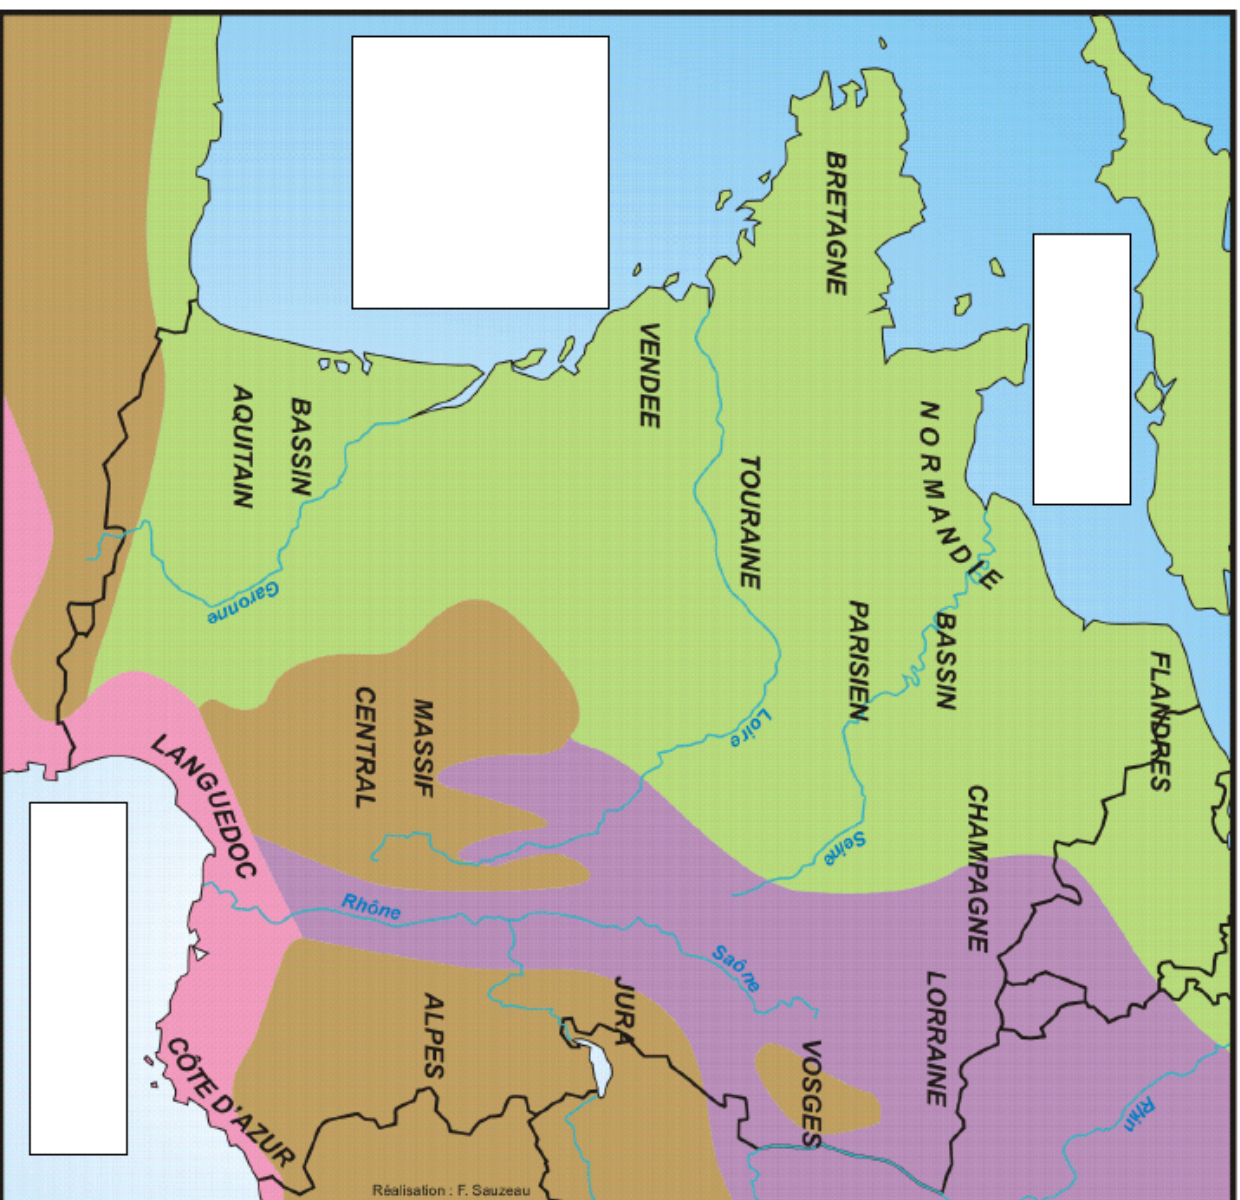 BRETAGNE
NORMANDIE
FLANDRES
VENDEE
TOURAINE
BASSIN
PARISIEN
CHAMPAGNE
LORRAINE
VOSGES
JURA
ALPES
MASSIF
CENTRAL
BASSIN
AQUITAIN
LANGUEDOC
CÔTE D'AZUR
Seine
Loire
Garonne
Rhône
Saône
Rhin
Réalisation : F. Sauzeau